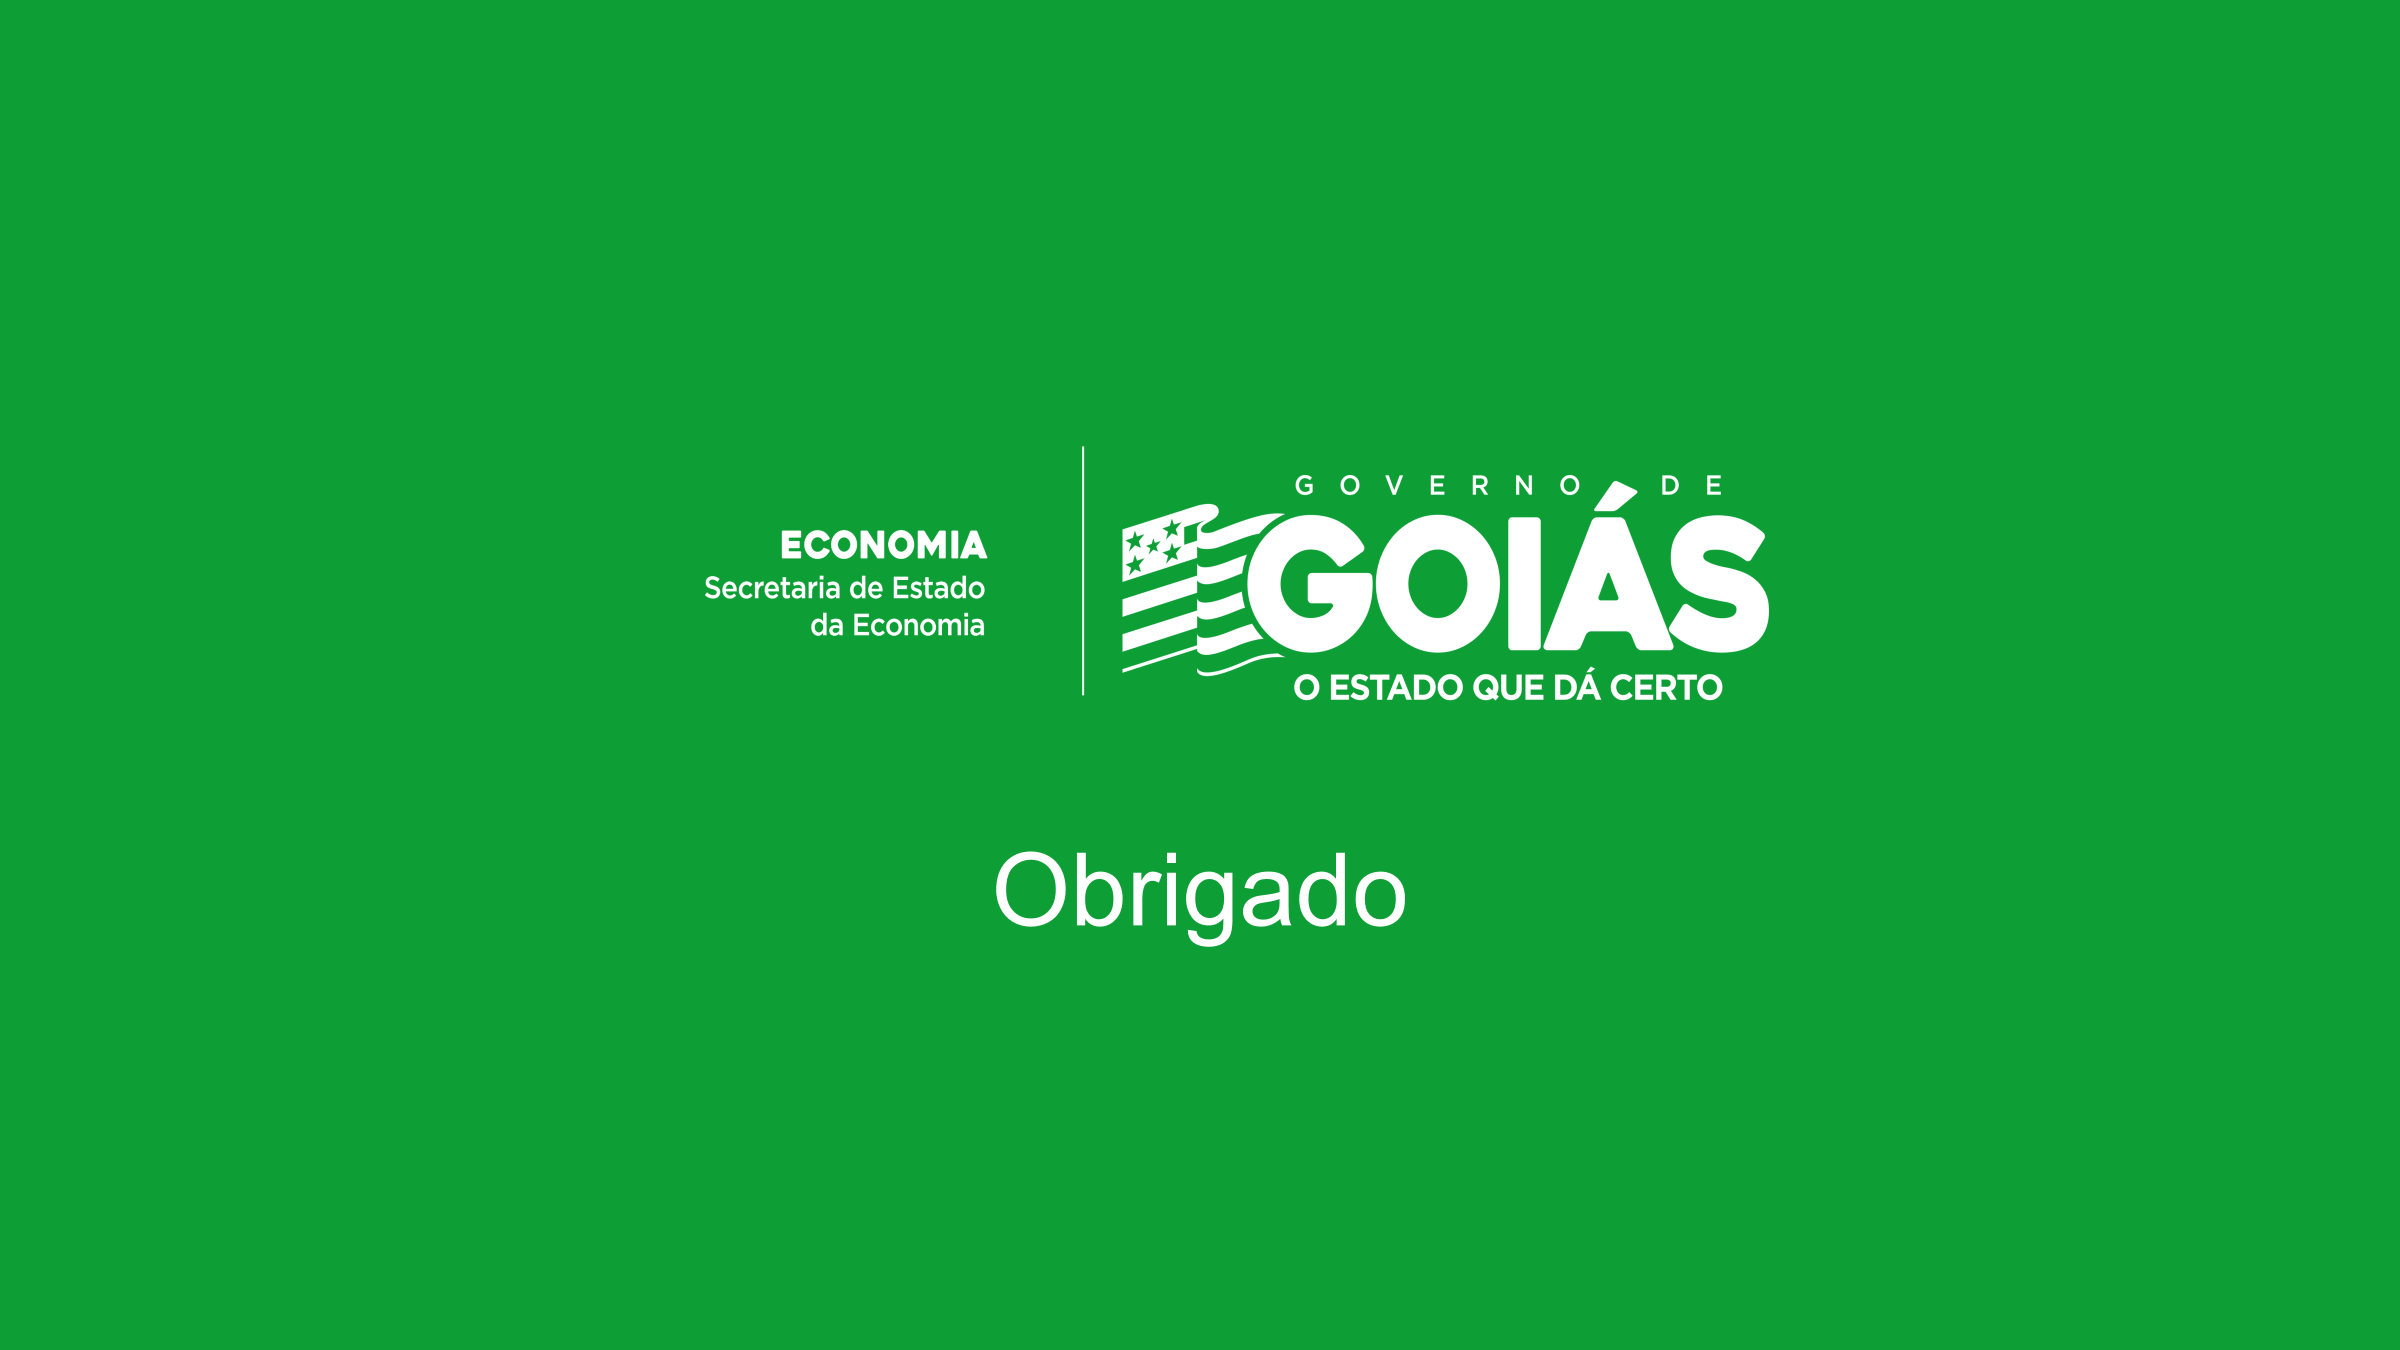 ECONOMIA
Secretaria de Estado
da Economia
GOVERNO DE
GOIÁS
O ESTADO QUE DÁ CERTO
Obrigado